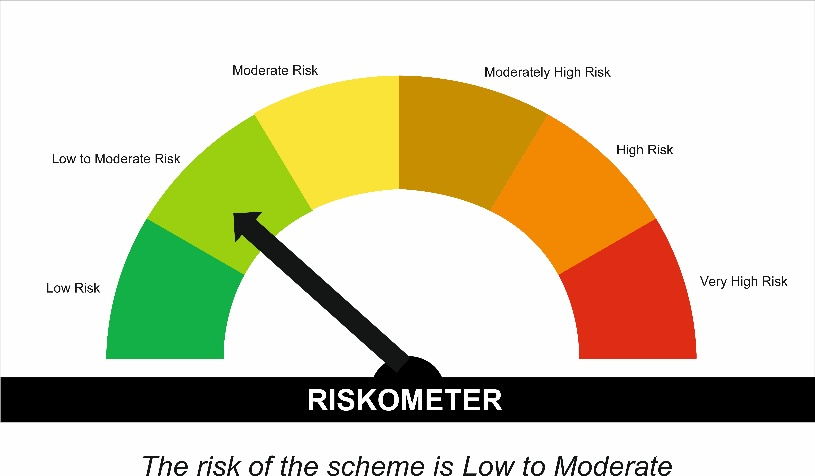 Moderate Risk
Moderately High Risk
Low to Moderate Risk
High Risk
Low Risk
Very High Risk
RISKOMETER
The risk of the scheme is Low to Moderate